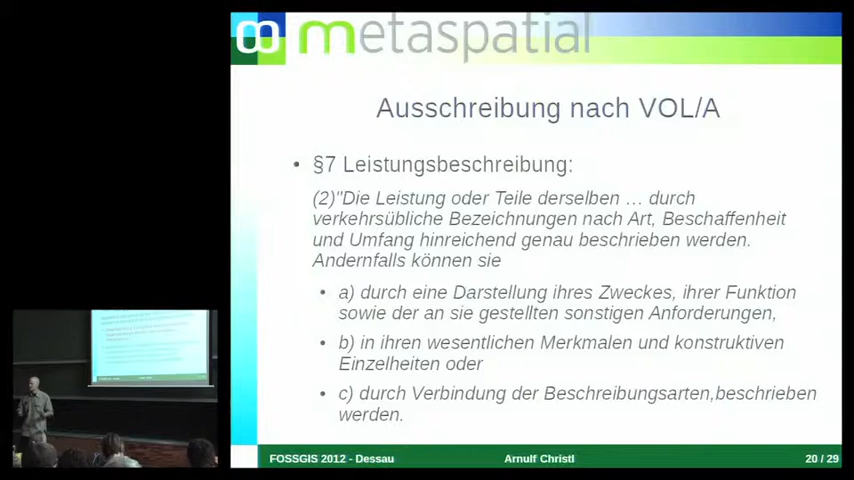 metaspatial
Ausschreibung nach VOL/A
• §7 Leistungsbeschreibung:
(2)"Die Leistung oder Teile derselben … durch
verkehrsübliche Bezeichnungen nach Art, Beschaffenheit
und Umfang hinreichend genau beschrieben werden.
Andernfalls können sie
• a) durch eine Darstellung ihres Zweckes, ihrer Funktion
sowie der an sie gestellten sonstigen Anforderungen,
• b) in ihren wesentlichen Merkmalen und konstruktiven
Einzelheiten oder
• c) durch Verbindung der Beschreibungsarten,beschrieben
werden.
FOSSGIS 2012 - Dessau
Arnulf Christl
20 / 29